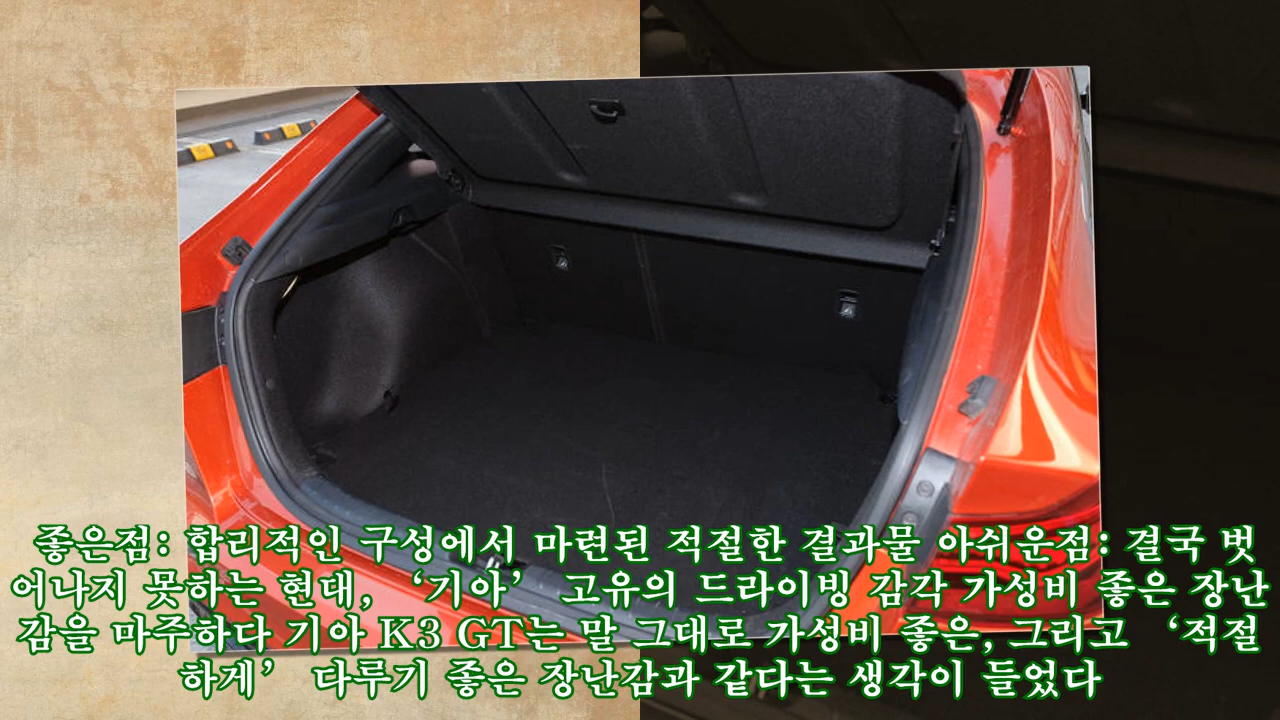 좋은점: 합리적인 구성에서 마련된 적절한 결과물 아쉬운점: 결국 벗
어나지 못하는 현대, ‘기아’ 고유의 드라이빙 감각 가성비 좋은 장난
감을 마주하다 기아 K3 GT는 말 그대로 가성비 좋은, 그리고 ‘적절
하게’ 다루기 좋은 장난감과 같다는 생각이 들었다